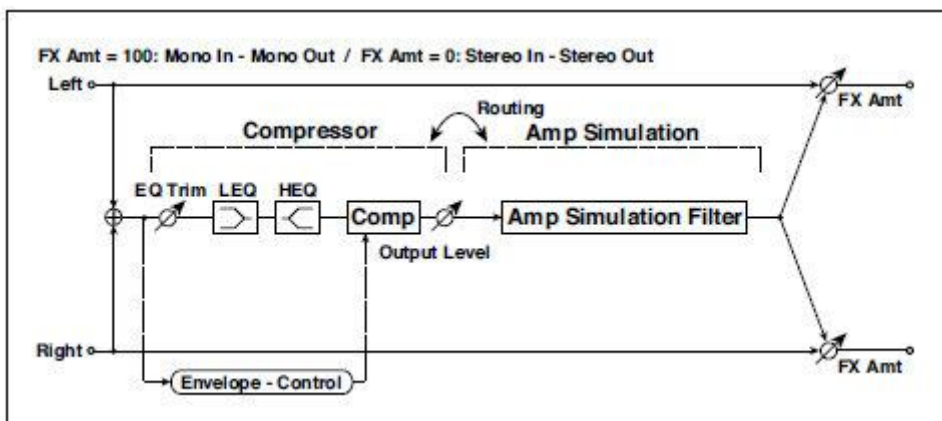 FX Amt = 100: Mono In - Mono Out / FX Amt = 0: Stereo In - Stereo Out
Left
FX Amt
Routing
Compressor
Amp Simulation
EQ Trim
LEQ
HEQ
Comp
Amp Simulation Filter
Output Level
Right
FX Amt
Envelope - Control